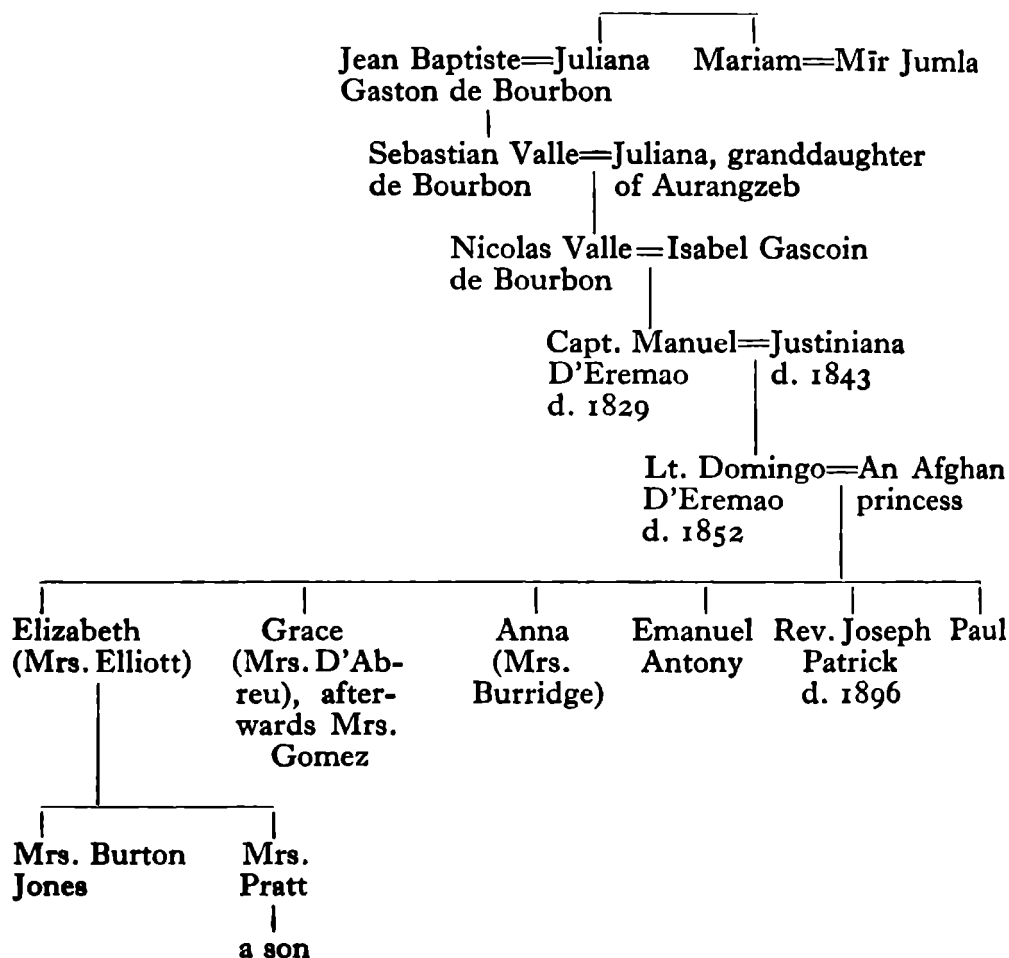 Jean Baptiste=Juliana Mariam=Mīr Jumla
Gaston de Bourbon
Sebastian Valle=Juliana, granddaughter
de Bourbon of Aurangzeb
Nicolas Valle=Isabel Gascoin
de Bourbon
Capt. Manuel=Justiniana
D'Eremao d. 1843
d. 1829
Lt. Domingo=An Afghan
D'Eremao princess
d. 1852
Elizabeth Grace Anna Emanuel Rev. Joseph Paul
(Mrs. Elliott) (Mrs. D'Ab- (Mrs. Antony Patrick
reu), after- Burridge) d. 1896
wards Mrs.
Gomez
Mrs. Burton Mrs.
Jones Pratt
a son